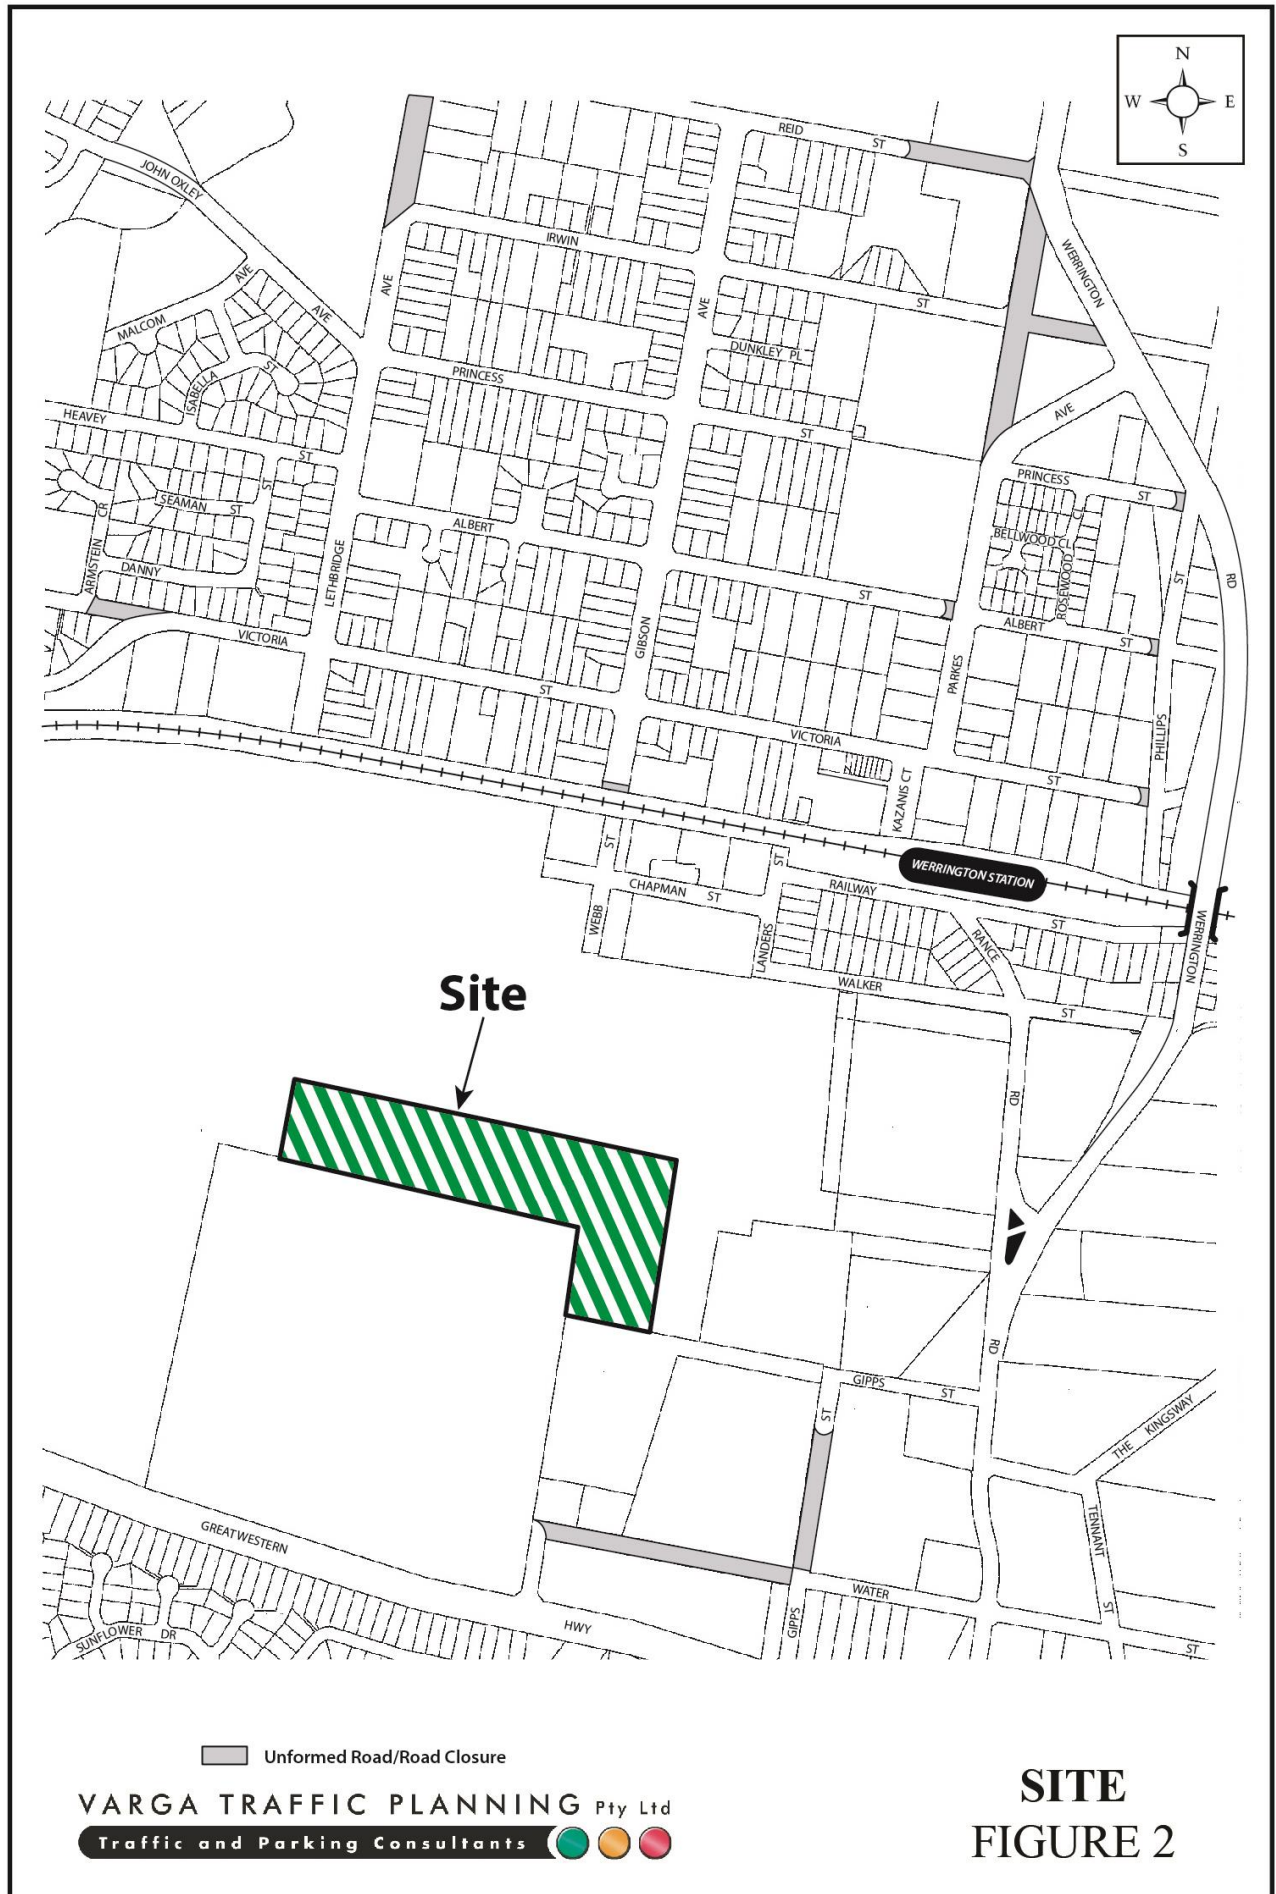 N
W E
S
REID
ST
JOHN OXLEY
AVE
IRWIN
ST
WERRINGTON
RD
AVE
AVE
MALCOM
AVE
DUNKLEY PL
PRINCESS
ST
ISABELLA
ST
HEAVEY
ST
AVE
PRINCESS
ST
CL
ST
SEAMAN ST
CR
ALBERT
ST
BELLWOOD CL
ROSEWOOD
ARMSTEIN
DANNY
LETHBRIDGE
ST
ALBERT
ST
VICTORIA
ST
GIBSON
PARKES
PHILLIPS
VICTORIA
ST
KAZANIS CT
WERRINGTON STATION
ST
ST
CHAPMAN ST
RAILWAY
ST
WEBB
LANDERS
RANCE
WERRINGTON
WALKER
ST
Site
RD
RD
GIPPS
ST
ST
THE KINGSWAY
TENNANT
ST
GREAT WESTERN
HWY
WATER
ST
GIPPS
SUNFLOWER DR
Unformed Road/Road Closure
VARGA TRAFFIC PLANNING Pty Ltd
Traffic and Parking Consultants
SITE
FIGURE 2